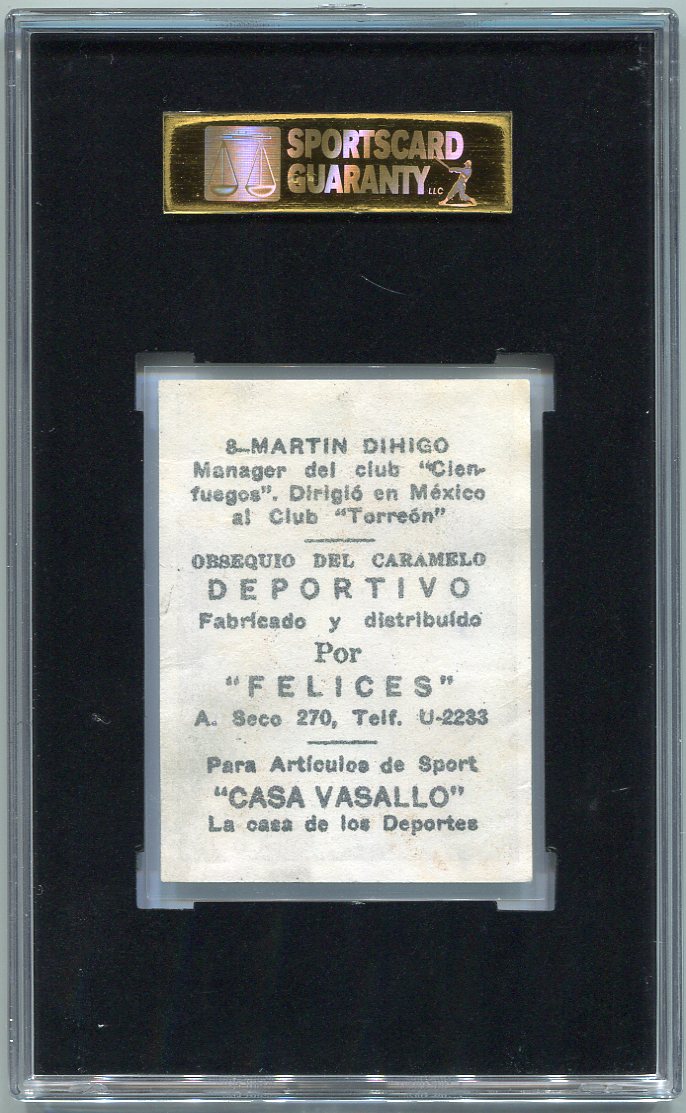 SPORTSCARD
GUARANTY LLC
8-MARTIN DIHIGO
Manager del club "Cien-
fuegos". Dirigió en México
al Club "Torreón"
OBSEQUIO DEL CARAMELO
DEPORTIVO
Fabricado y distribuído
Por
"FELICES"
A. Seco 270, Telf. U-2233
Para Artículos de Sport
"CASA VASALLO"
La casa de los Deportes